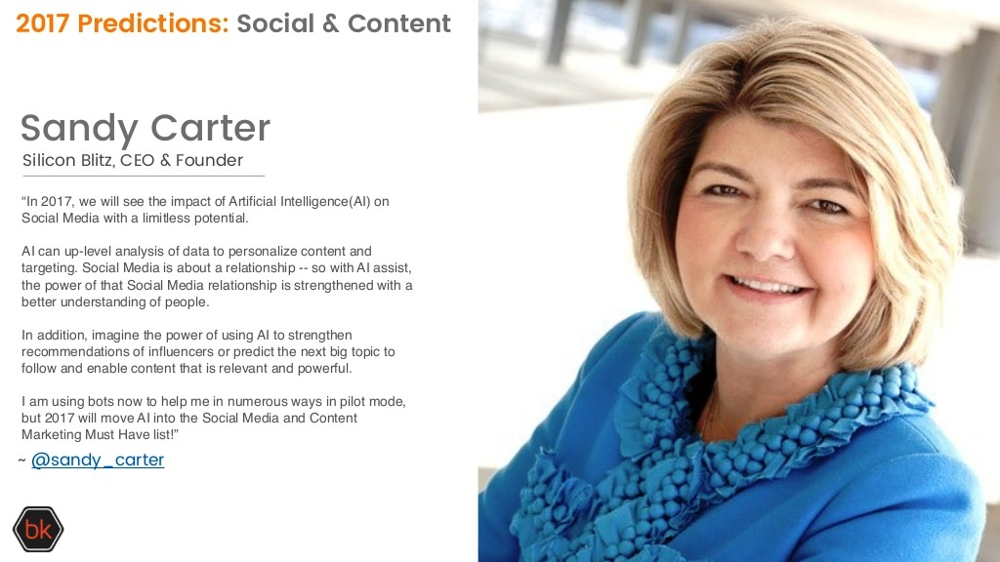 2017 Predictions: Social & Content
Sandy Carter
Silicon Blitz, CEO & Founder
“In 2017, we will see the impact of Artificial Intelligence(AI) on
Social Media with a limitless potential.
AI can up-level analysis of data to personalize content and
targeting. Social Media is about a relationship -- so with AI assist,
the power of that Social Media relationship is strengthened with a
better understanding of people.
In addition, imagine the power of using AI to strengthen
recommendations of influencers or predict the next big topic to
follow and enable content that is relevant and powerful.
I am using bots now to help me in numerous ways in pilot mode,
but 2017 will move AI into the Social Media and Content
Marketing Must Have list!”
~ @sandy_carter
bk